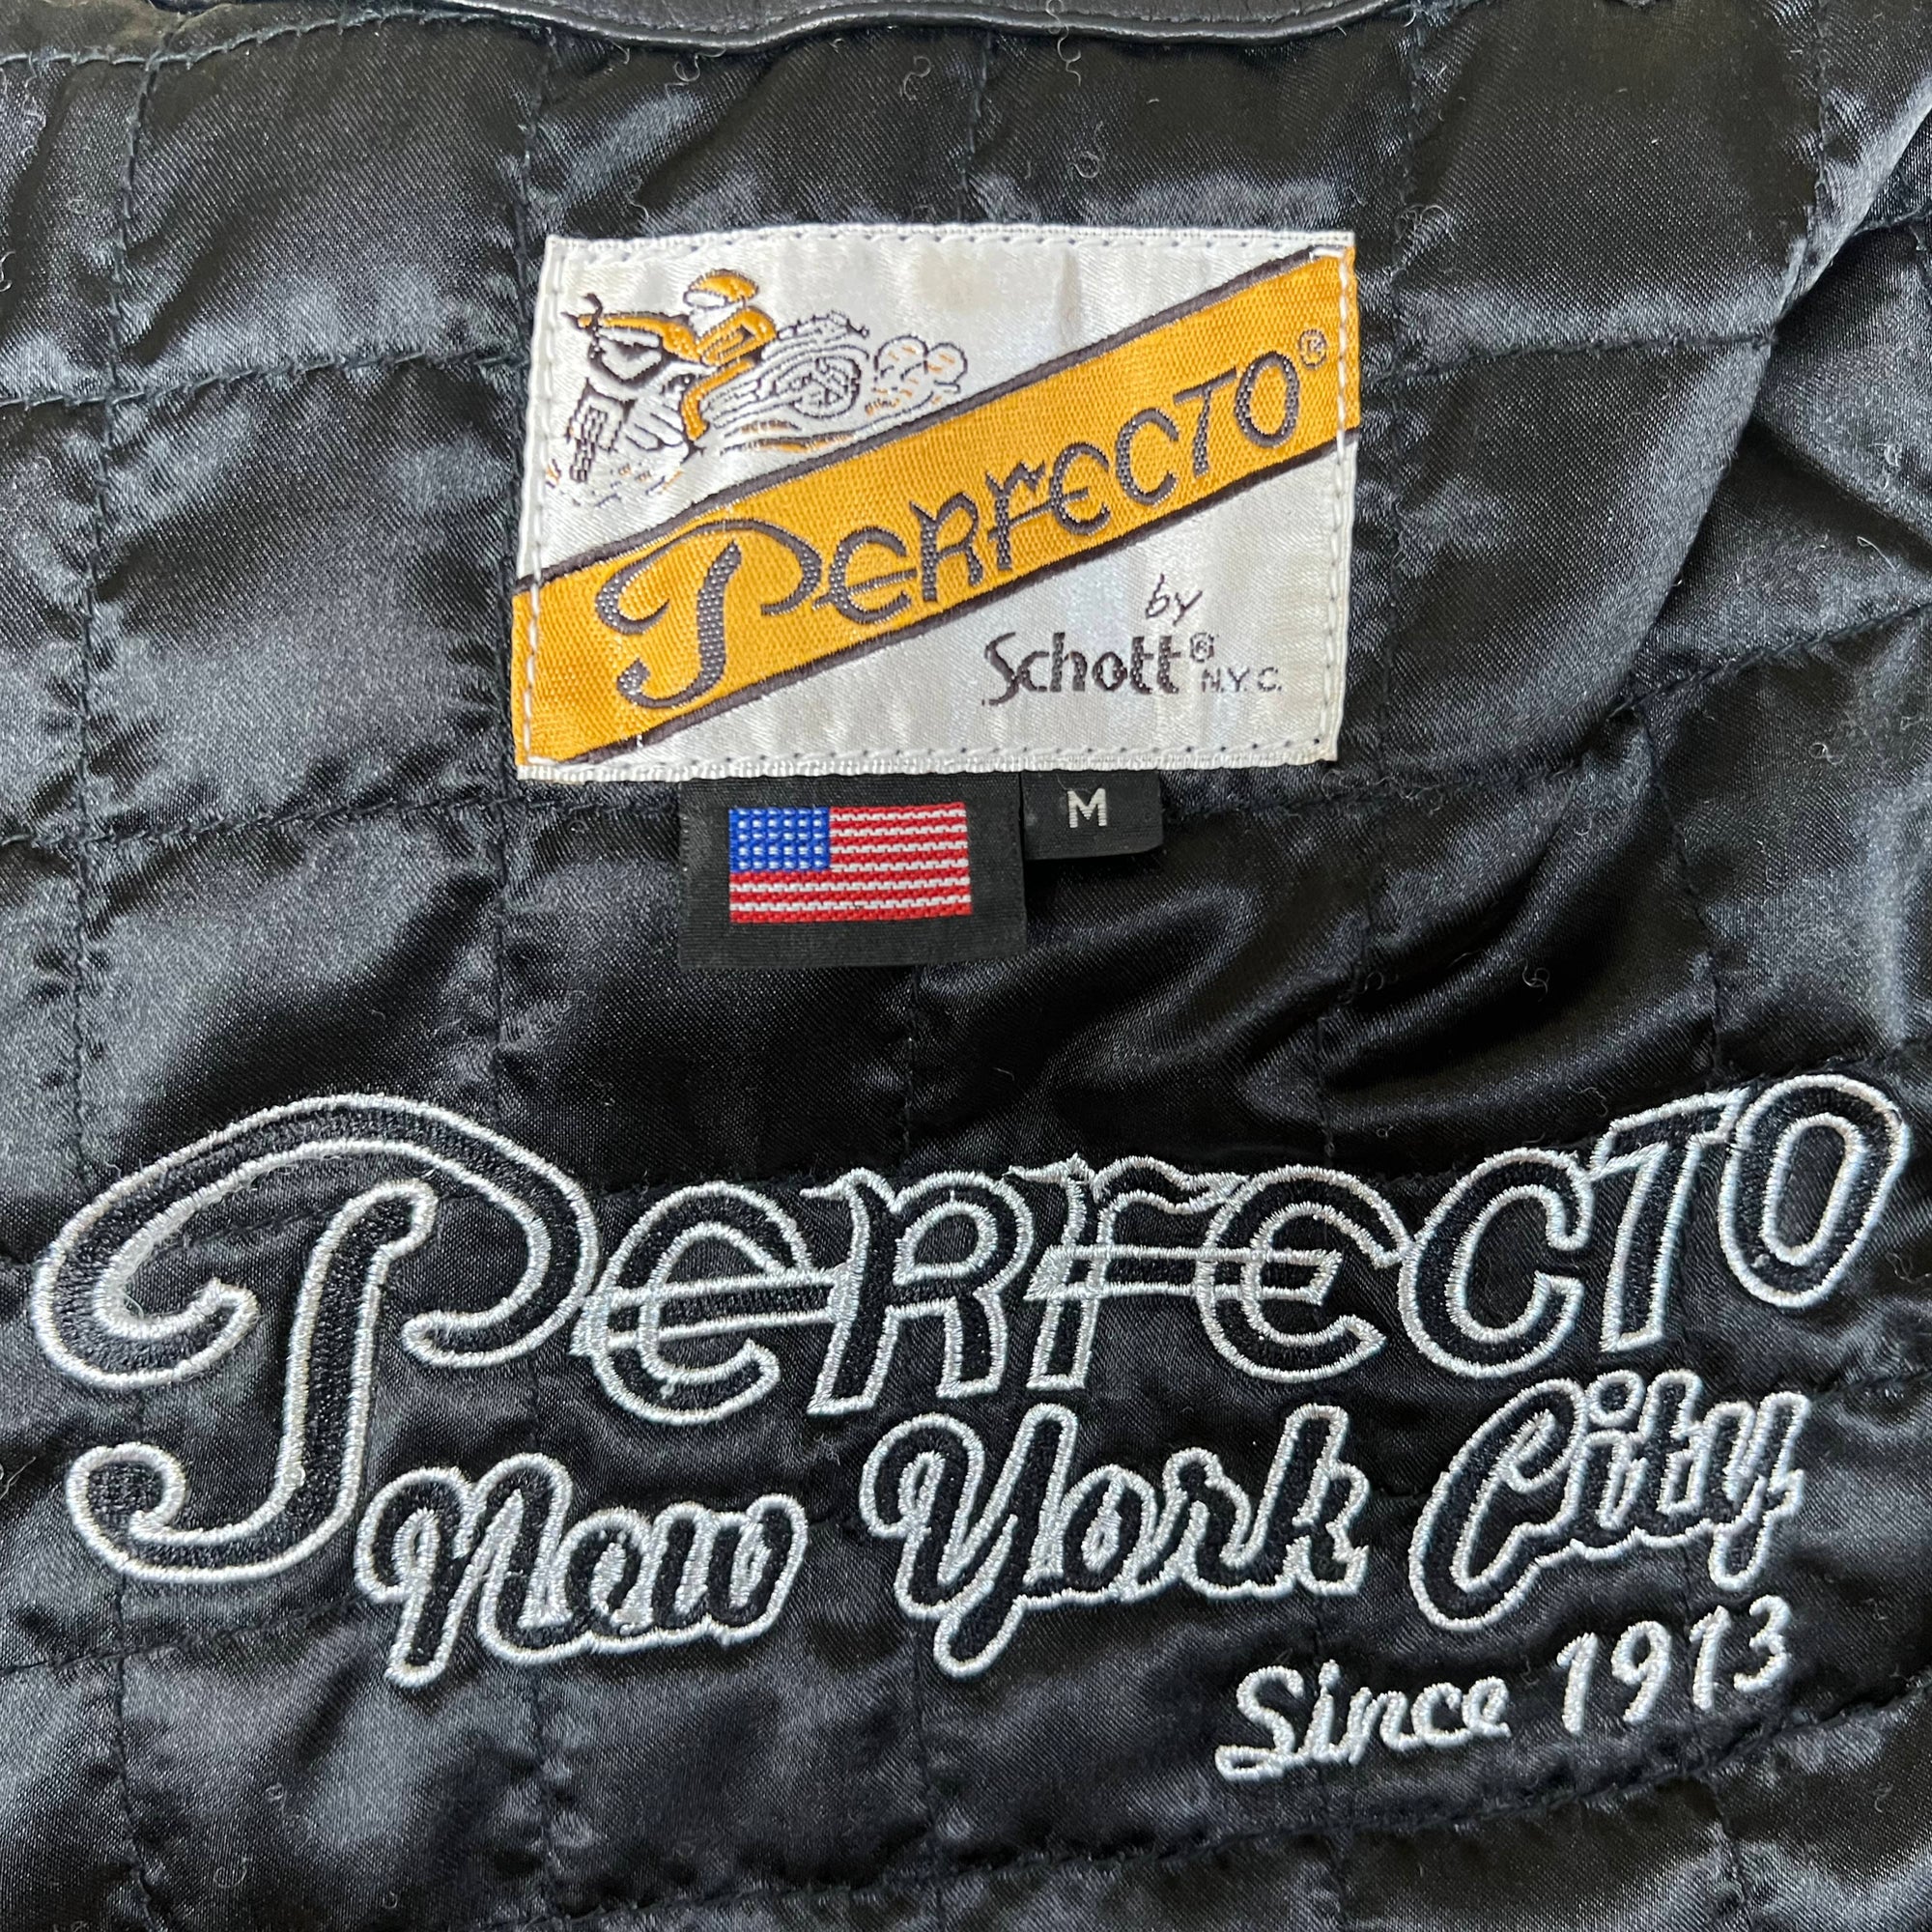 PERFECTO®
by
Schott® N.Y.C.
M
PERFECTO
New York City
Since 1913